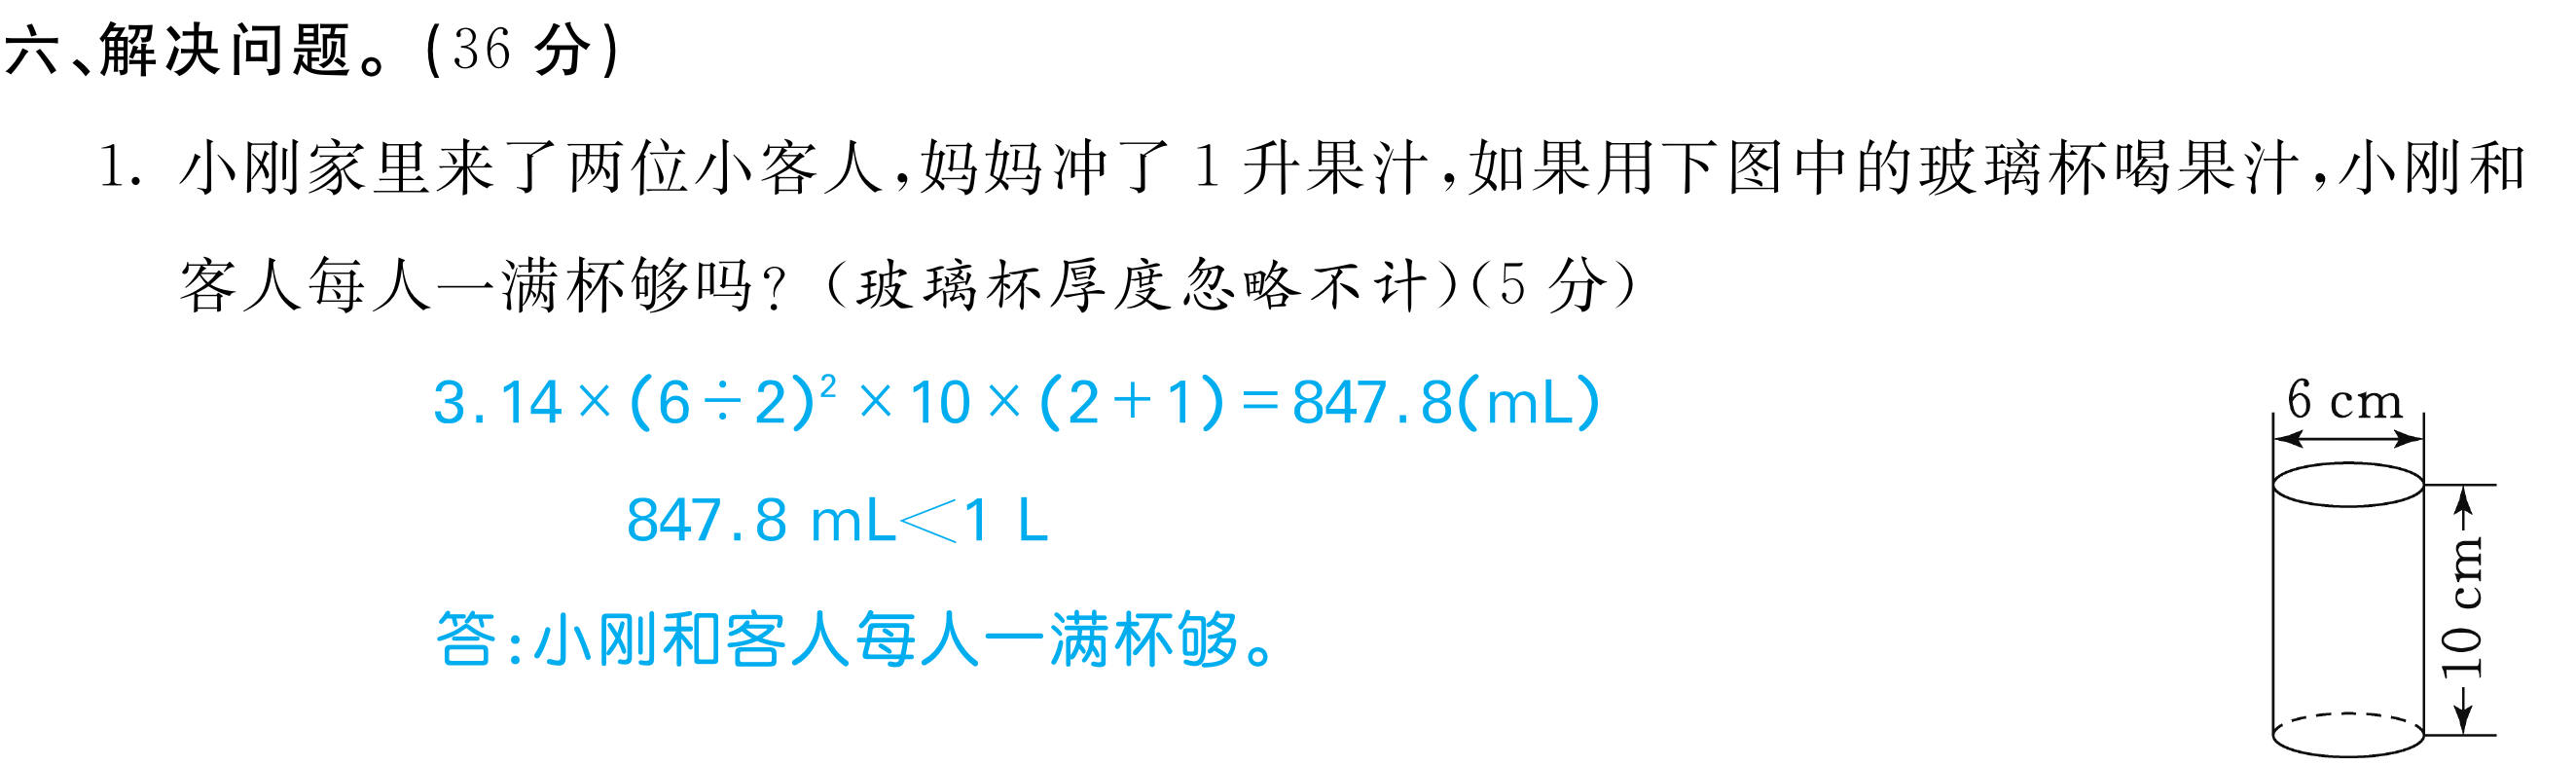 六、解决问题。(36 分)
1. 小刚家里来了两位小客人,妈妈冲了 1 升果汁,如果用下图中的玻璃杯喝果汁,小刚和
客人每人一满杯够吗?(玻璃杯厚度忽略不计)(5 分)
3.14×(6÷2)²×10×(2+1)=847.8(mL)
847.8 mL<1 L
答:小刚和客人每人一满杯够。
6 cm
10 cm